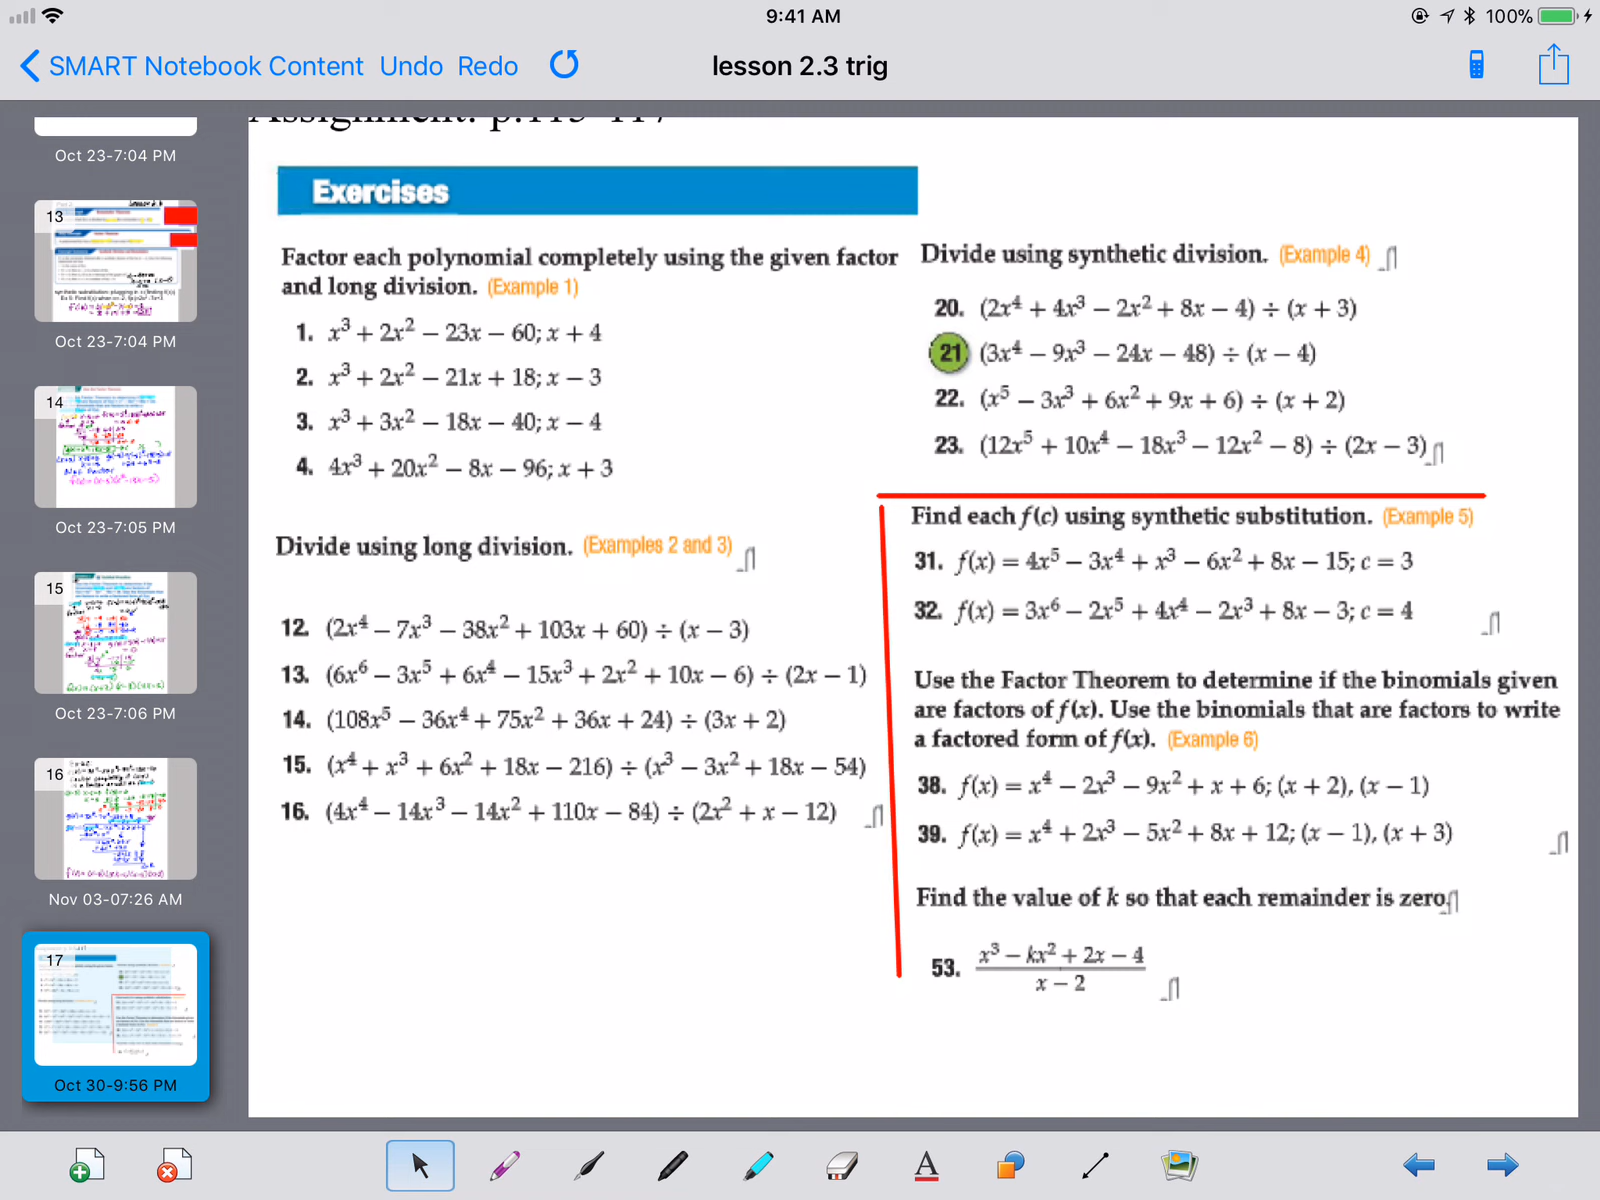 9:41 AM
100%
SMART Notebook Content Undo Redo
lesson 2.3 trig
Oct 23-7:04 PM
13
Oct 23-7:04 PM
14
Oct 23-7:05 PM
15
Oct 23-7:06 PM
16
Nov 03-07:26 AM
17
Oct 30-9:56 PM
Assignment: p.115-117
Exercises
Factor each polynomial completely using the given factor
and long division. (Example 1)
1. x³ + 2x² − 23x − 60; x + 4
2. x³ + 2x² − 21x + 18; x − 3
3. x³ + 3x² − 18x − 40; x − 4
4. 4x³ + 20x² − 8x − 96; x + 3
Divide using long division. (Examples 2 and 3)
12. (2x⁴ − 7x³ − 38x² + 103x + 60) ÷ (x − 3)
13. (6x⁶ − 3x⁵ + 6x⁴ − 15x³ + 2x² + 10x − 6) ÷ (2x − 1)
14. (108x⁵ − 36x⁴ + 75x² + 36x + 24) ÷ (3x + 2)
15. (x⁴ + x³ + 6x² + 18x − 216) ÷ (x³ − 3x² + 18x − 54)
16. (4x⁴ − 14x³ − 14x² + 110x − 84) ÷ (2x² + x − 12)
Divide using synthetic division. (Example 4)
20. (2x⁴ + 4x³ − 2x² + 8x − 4) ÷ (x + 3)
21 (3x⁴ − 9x³ − 24x − 48) ÷ (x − 4)
22. (x⁵ − 3x³ + 6x² + 9x + 6) ÷ (x + 2)
23. (12x⁵ + 10x⁴ − 18x³ − 12x² − 8) ÷ (2x − 3)
Find each f(c) using synthetic substitution. (Example 5)
31. f(x) = 4x⁵ − 3x⁴ + x³ − 6x² + 8x − 15; c = 3
32. f(x) = 3x⁶ − 2x⁵ + 4x⁴ − 2x³ + 8x − 3; c = 4
Use the Factor Theorem to determine if the binomials given
are factors of f(x). Use the binomials that are factors to write
a factored form of f(x). (Example 6)
38. f(x) = x⁴ − 2x³ − 9x² + x + 6; (x + 2), (x − 1)
39. f(x) = x⁴ + 2x³ − 5x² + 8x + 12; (x − 1), (x + 3)
Find the value of k so that each remainder is zero.
53. x³ − kx² + 2x − 4
x − 2